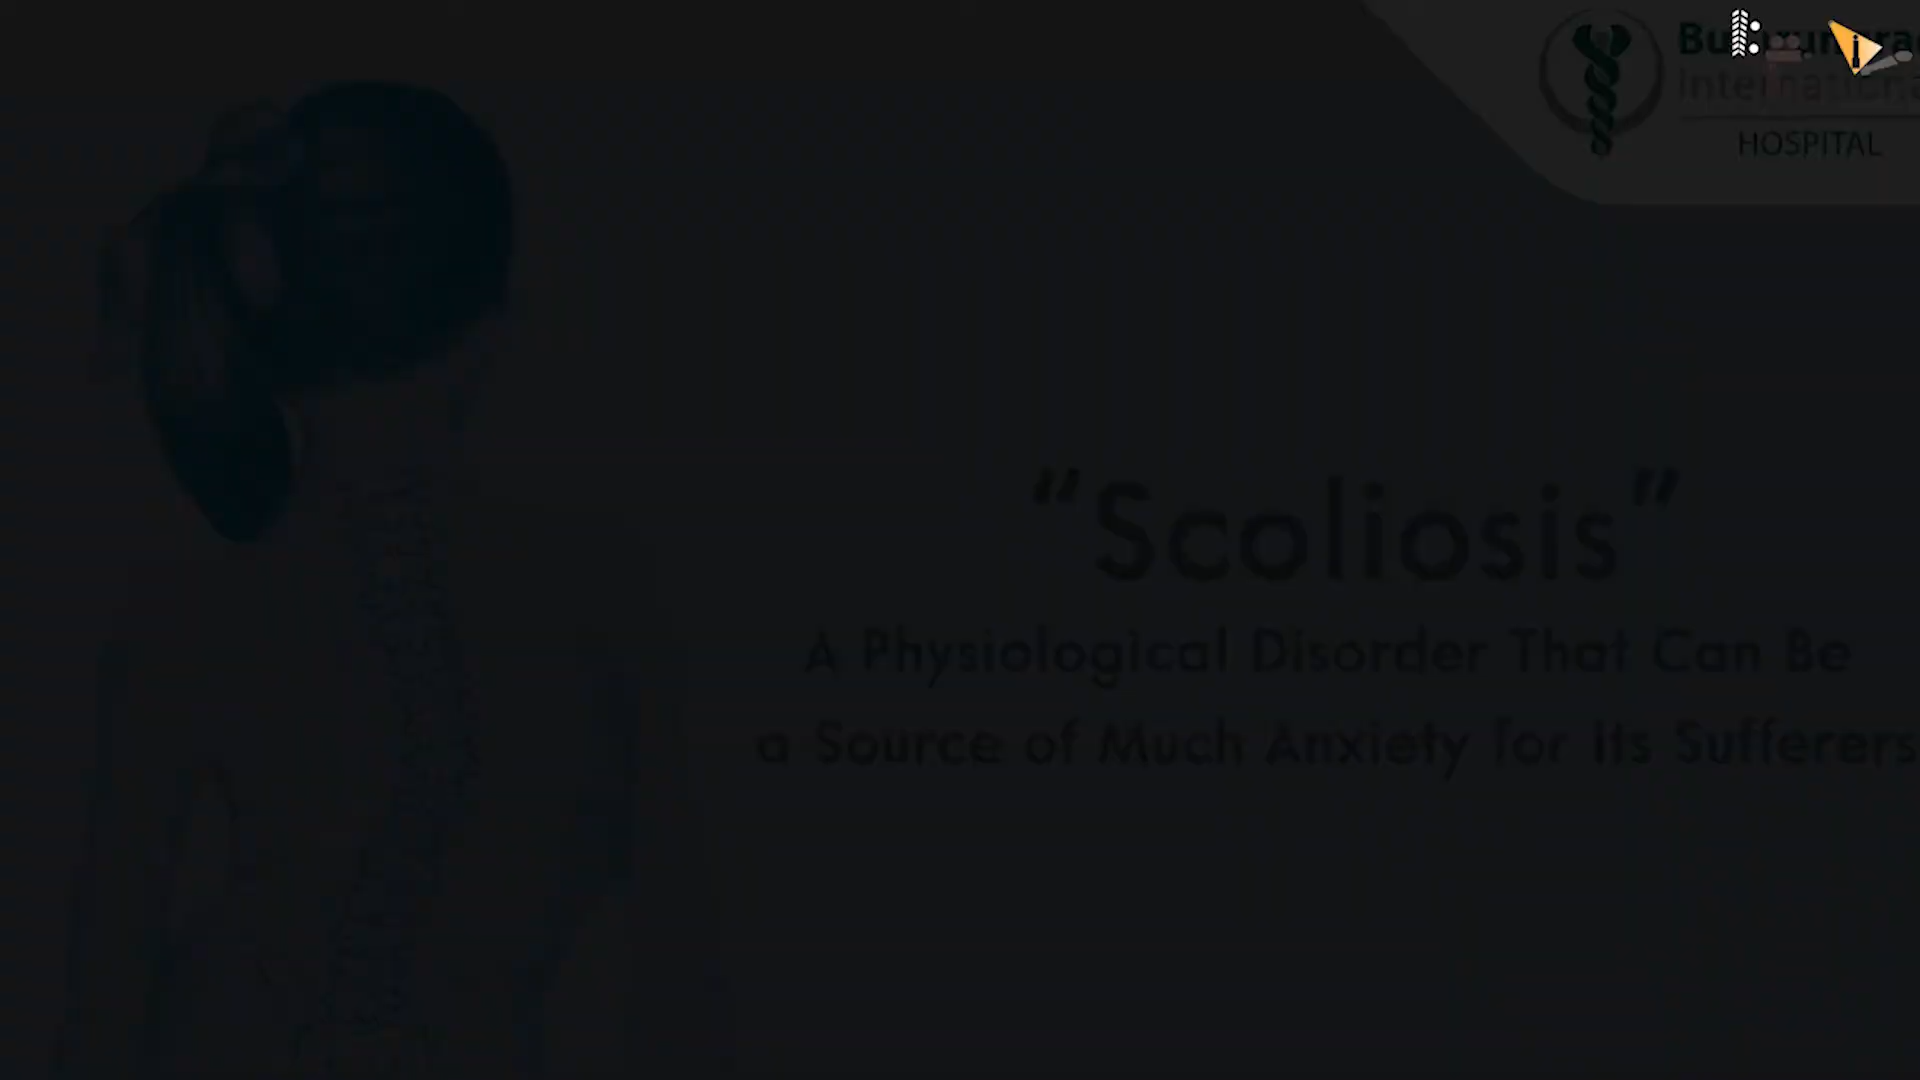 HOSPITAL
“Scoliosis”
A Physiological Disorder That Can Be
a Source of Much Anxiety for Its Sufferers